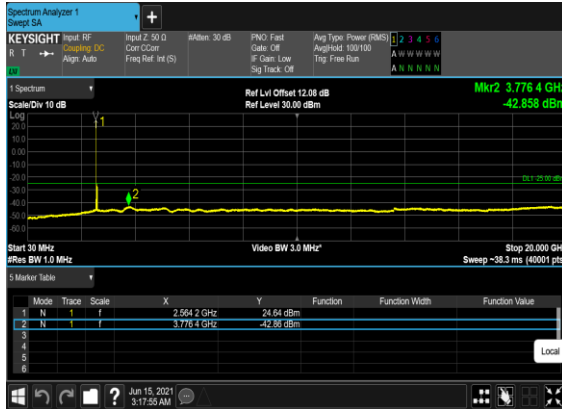 Spectrum Analyzer 1
Swept SA
KEYSIGHT Input: RF Input Z: 50 Ω #Atten: 30 dB PNO: Fast Avg Type: Power (RMS) 1 2 3 4 5 6
R T Coupling: DC Corr CCorr Gate: Off Avg|Hold: 100/100 A W W W W W
Align: Auto Freq Ref: Int (S) IF Gain: Low Trig: Free Run
LU Sig Track: Off A N N N N N
1 Spectrum Ref Lvl Offset 12.08 dB Mkr2 3.776 4 GHz
Scale/Div 10 dB Ref Level 30.00 dBm -42.858 dBm
Log
20.0
10.0
0.00
-10.0
-20.0
-30.0
-40.0
-50.0
-60.0
1
2
DL1 -25.00 dBm
Start 30 MHz Video BW 3.0 MHz* Stop 20.000 GHz
#Res BW 1.0 MHz Sweep ~38.3 ms (40001 pts)
5 Marker Table
Mode Trace Scale X Y Function Function Width Function Value
1 N 1 f 2.564 2 GHz 24.64 dBm
2 N 1 f 3.776 4 GHz -42.86 dBm
3
4
5
6
Local
? Jun 15, 2021
3:17:55 AM